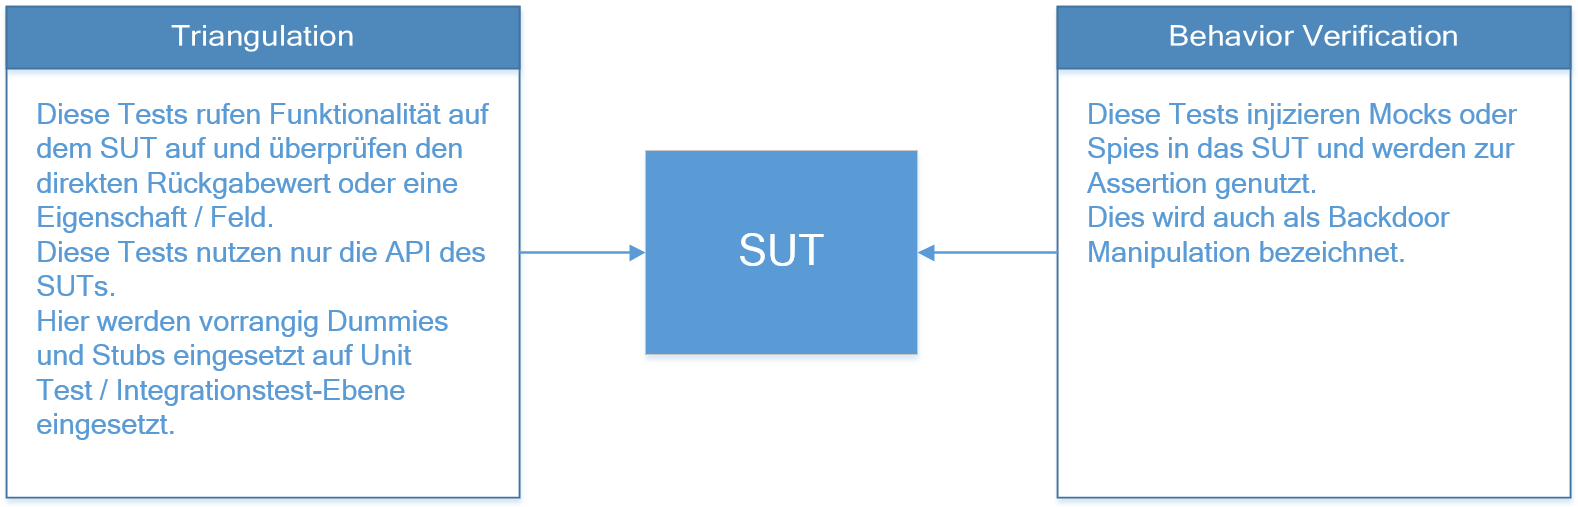 Triangulation
Diese Tests rufen Funktionalität auf
dem SUT auf und überprüfen den
direkten Rückgabewert oder eine
Eigenschaft / Feld.
Diese Tests nutzen nur die API des
SUTs.
Hier werden vorrangig Dummies
und Stubs eingesetzt auf Unit
Test / Integrationstest-Ebene
eingesetzt.
SUT
Behavior Verification
Diese Tests injizieren Mocks oder
Spies in das SUT und werden zur
Assertion genutzt.
Dies wird auch als Backdoor
Manipulation bezeichnet.